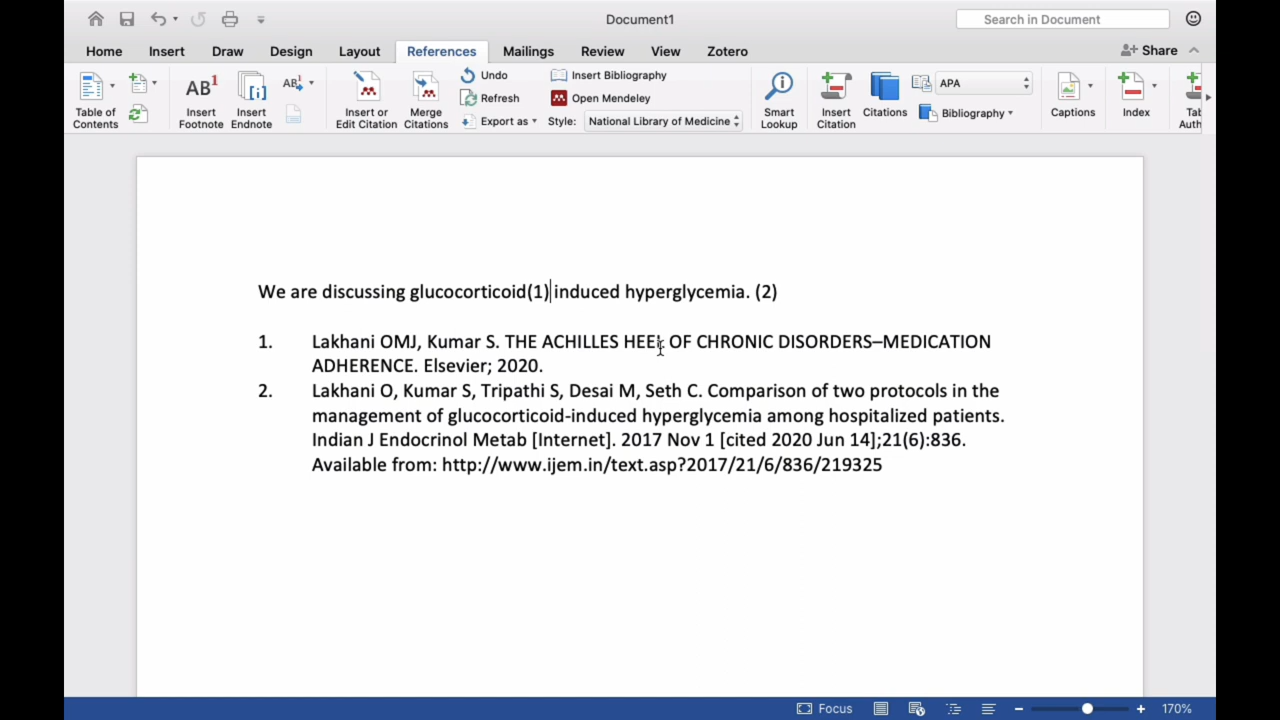 Document1
Search in Document
Home Insert Draw Design Layout References Mailings Review View Zotero Share
Table of Contents
AB1
Insert Footnote
Insert Endnote
AB1
Insert or Edit Citation
Merge Citations
Undo
Refresh
Export as
Insert Bibliography
Open Mendeley
Style: National Library of Medicine
Smart Lookup
Insert Citation
Citations
APA
Bibliography
Captions
Index
Tab
Auth
We are discussing glucocorticoid(1) induced hyperglycemia. (2)
1. Lakhani OMJ, Kumar S. THE ACHILLES HEEL OF CHRONIC DISORDERS–MEDICATION
ADHERENCE. Elsevier; 2020.
2. Lakhani O, Kumar S, Tripathi S, Desai M, Seth C. Comparison of two protocols in the
management of glucocorticoid-induced hyperglycemia among hospitalized patients.
Indian J Endocrinol Metab [Internet]. 2017 Nov 1 [cited 2020 Jun 14];21(6):836.
Available from: http://www.ijem.in/text.asp?2017/21/6/836/219325
Focus
170%